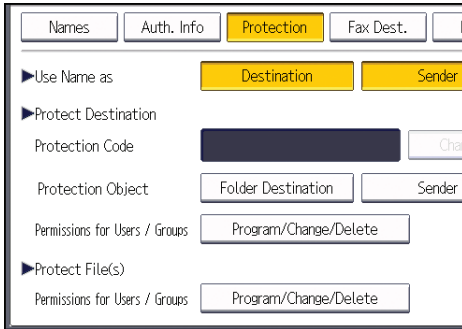 Names Auth. Info Protection Fax Dest.
▶Use Name as Destination Sender
▶Protect Destination
Protection Code Cha
Protection Object Folder Destination Sender
Permissions for Users / Groups Program/Change/Delete
▶Protect File(s)
Permissions for Users / Groups Program/Change/Delete